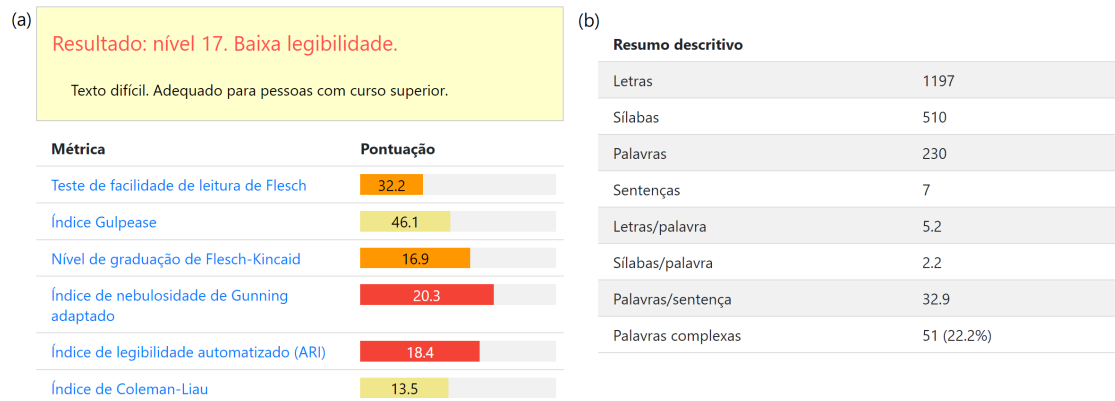 (a)
Resultado: nível 17. Baixa legibilidade.
Texto difícil. Adequado para pessoas com curso superior.
Métrica Pontuação
Teste de facilidade de leitura de Flesch 32.2
Índice Gulpease 46.1
Nível de graduação de Flesch-Kincaid 16.9
Índice de nebulosidade de Gunning 20.3
adaptado
Índice de legibilidade automatizado (ARI) 18.4
Índice de Coleman-Liau 13.5
(b)
Resumo descritivo
Letras 1197
Sílabas 510
Palavras 230
Sentenças 7
Letras/palavra 5.2
Sílabas/palavra 2.2
Palavras/sentença 32.9
Palavras complexas 51 (22.2%)